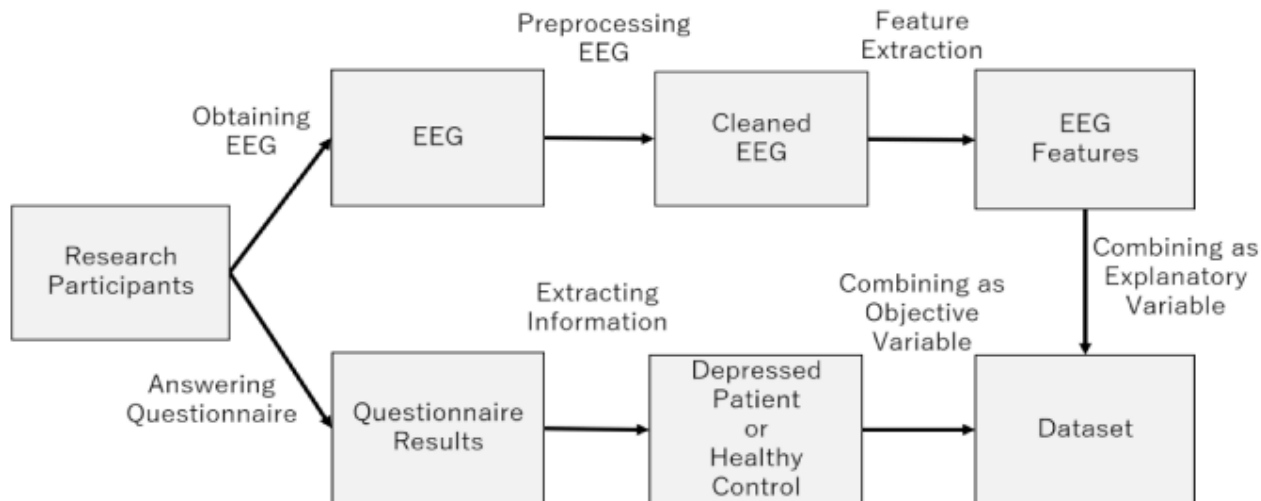 Preprocessing
EEG
Feature
Extraction
Obtaining
EEG
EEG
Cleaned
EEG
EEG
Features
Research
Participants
Combining as
Explanatory
Variable
Extracting
Information
Combining as
Objective
Variable
Answering
Questionnaire
Questionnaire
Results
Depressed
Patient
or
Healthy
Control
Dataset